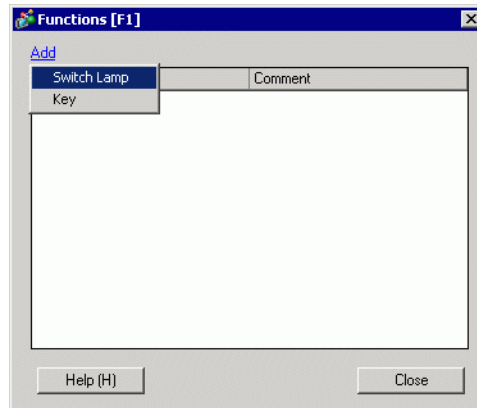 Functions [F1]
Add
Switch Lamp
Comment
Key
Help (H)
Close